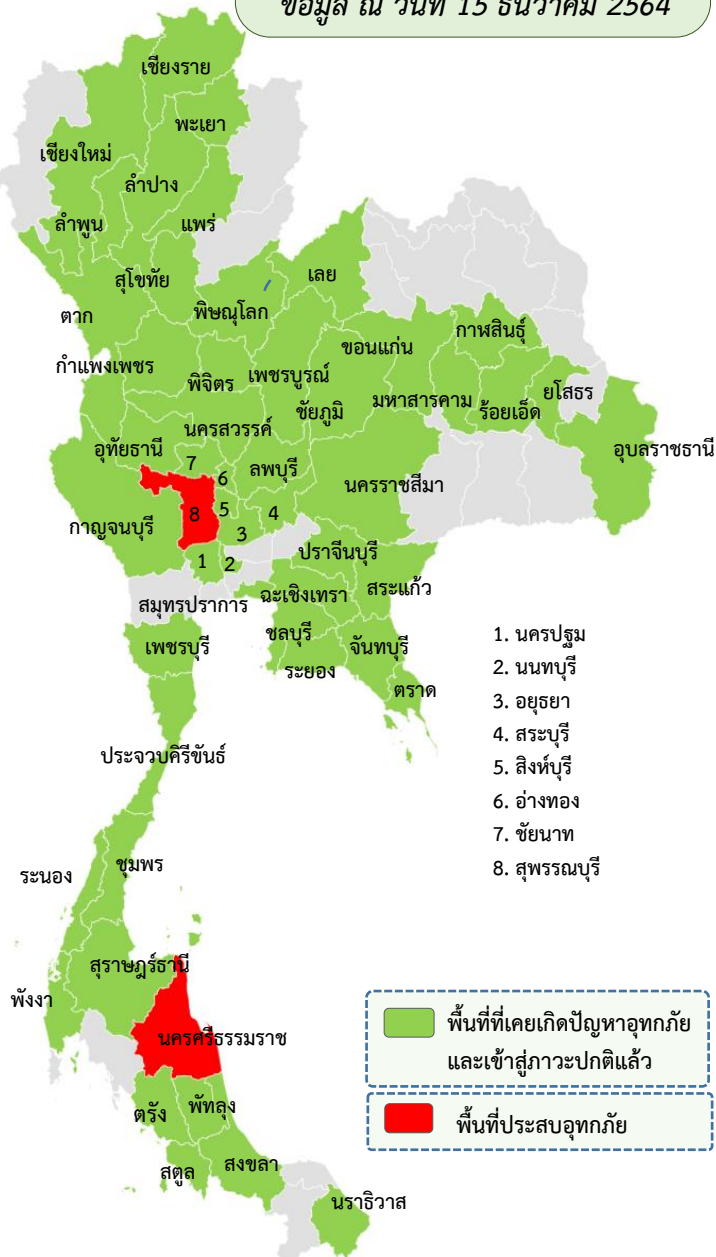 ข้อมูล ณ วันที่ 15 ธันวาคม 2564
เชียงราย
พะเยา
เชียงใหม่
ลำปาง
ลำพูน
แพร่
เลย
สุโขทัย
ตาก
พิษณุโลก
กาฬสินธุ์
ขอนแก่น
กำแพงเพชร
พิจิตร
เพชรบูรณ์
ยโสธร
มหาสารคาม
ชัยภูมิ
ร้อยเอ็ด
นครสวรรค์
อุทัยธานี
อุบลราชธานี
7
ลพบุรี
6
นครราชสีมา
8
5
4
กาญจนบุรี
3
ปราจีนบุรี
1
2
สระแก้ว
ฉะเชิงเทรา
สมุทรปราการ
ชลบุรี
จันทบุรี
เพชรบุรี
ระยอง
ตราด
1. นครปฐม
2. นนทบุรี
3. อยุธยา
4. สระบุรี
5. สิงห์บุรี
6. อ่างทอง
7. ชัยนาท
8. สุพรรณบุรี
ประจวบคิรีขันธ์
ชุมพร
ระนอง
สุราษฎร์ธานี
พังงา
นครศรีธรรมราช
ตรัง
พัทลุง
สตูล
สงขลา
นราธิวาส
พื้นที่ที่เคยเกิดปัญหาอุทกภัย
และเข้าสู่ภาวะปกติแล้ว
พื้นที่ประสบอุทกภัย